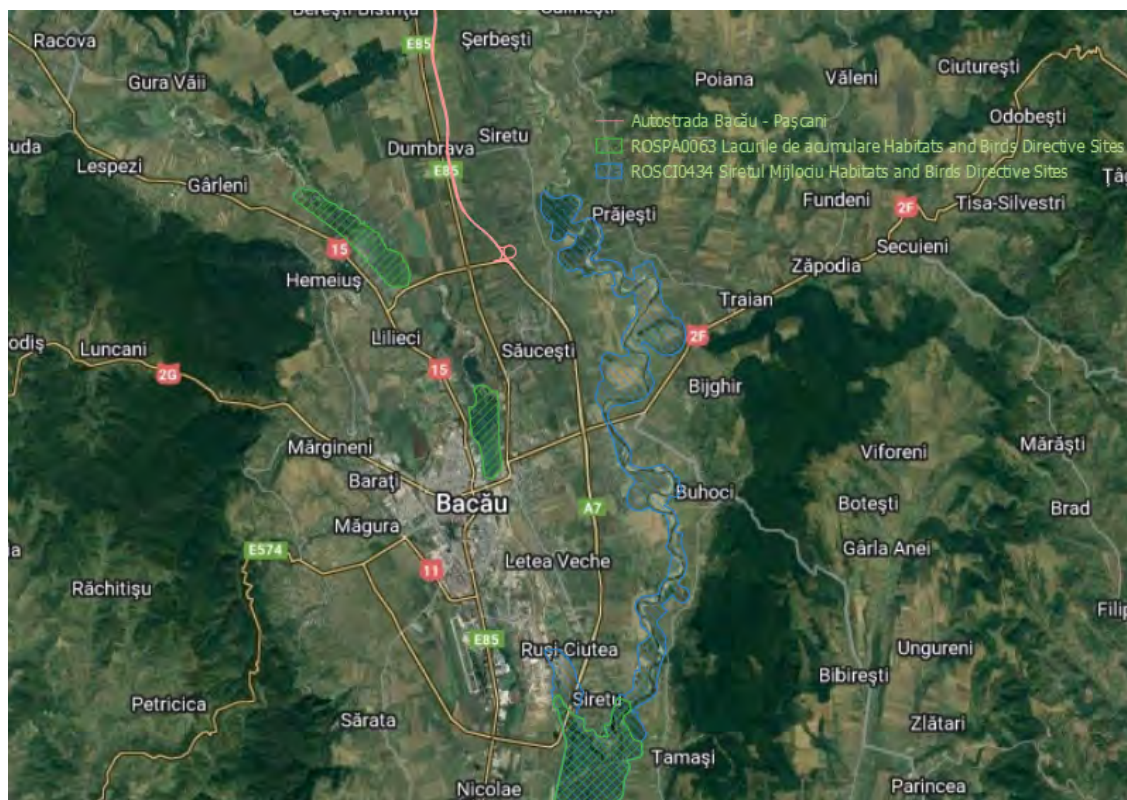 Racova
E85
Şerbeşti
Gura Văii
Poiana
Văleni
Ciutureşti
Odobeşti
Autostrada Bacău - Paşcani
Siretu
Dumbrava
ROSPA0063 Lacurile de acumulare Habitats and Birds Directive Sites
Lespezi
E85
ROSCI0434 Siretul Mijlociu Habitats and Birds Directive Sites
Gârleni
Prăjeşti
Fundeni
2F
Tisa-Silvestri
15
Secuieni
Hemeiuş
Zăpodia
Traian
Lilieci
2F
Luncani
Săuceşti
2G
15
Bijghir
Mărgineni
Viforeni
Mărăşti
Baraţi
Buhoci
Bacău
A7
Boteşti
Brad
Măgura
E574
Letea Veche
Gârla Anei
11
Răchitişu
E85
Ruşi-Ciutea
Ungureni
Bibireşti
Siretu
Petricica
Sărata
Zlătari
Tamaşi
Nicolae
Parincea